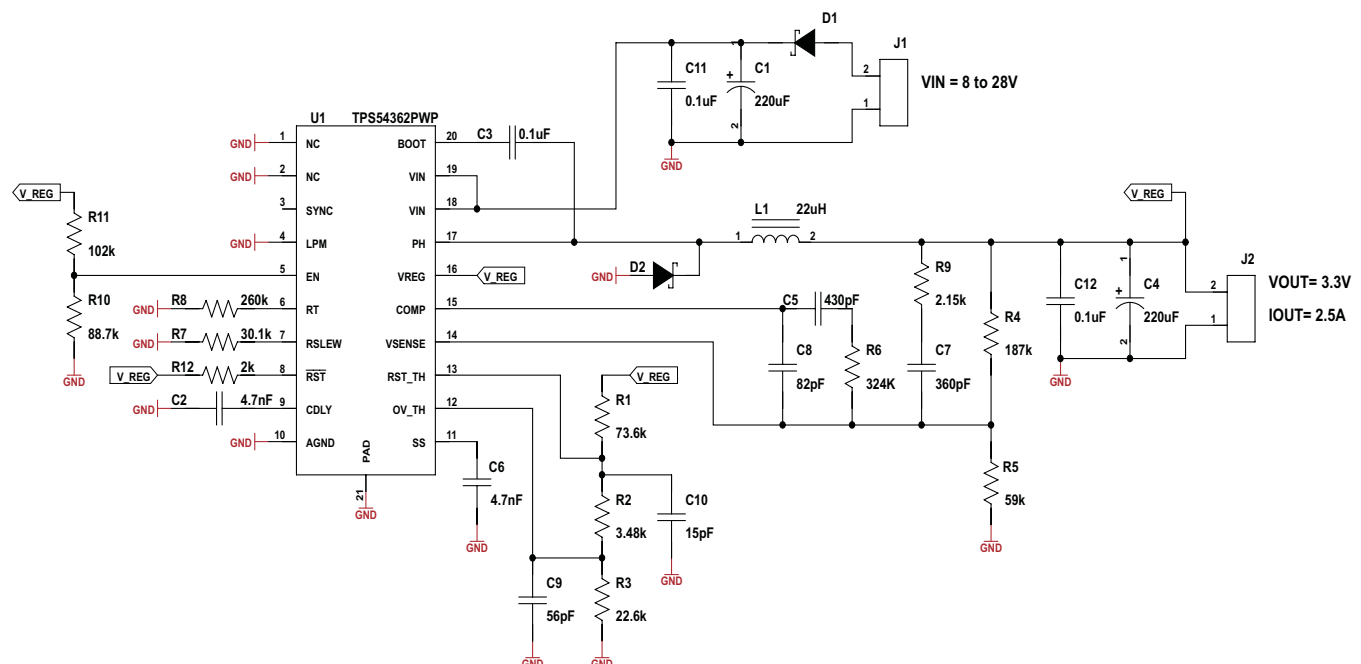 D1
J1
2
1
VIN = 8 to 28V
C11
0.1uF
1
+
C1
220uF
2
GND
U1
TPS54362PWP
GND
1
NC
BOOT
20
C3
0.1uF
GND
2
NC
VIN
19
V_REG
3
SYNC
VIN
18
R11
102k
GND
4
LPM
PH
17
L1
22uH
1
2
V_REG
5
EN
VREG
16
V_REG
GND
D2
R10
88.7k
GND
GND
R8
260k
6
RT
COMP
15
C5
430pF
R9
2.15k
GND
R7
30.1k
7
RSLEW
VSENSE
14
C8
82pF
R6
324K
C7
360pF
R4
187k
C12
0.1uF
1
+
C4
220uF
2
GND
J2
2
1
VOUT= 3.3V
IOUT= 2.5A
V_REG
R12
2k
8
RST
RST_TH
13
V_REG
GND
C2
4.7nF
9
CDLY
OV_TH
12
R1
73.6k
GND
10
AGND
SS
11
PAD
21
GND
C6
4.7nF
GND
R2
3.48k
C10
15pF
GND
R5
59k
GND
C9
56pF
GND
R3
22.6k
GND